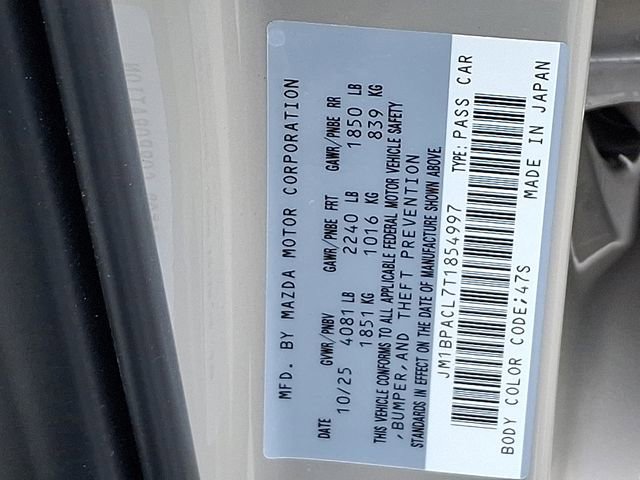 MFD. BY MAZDA MOTOR CORPORATION
DATE GVWR/PNBV GAWR/PNBE FRT GAWR/PNBE RR
10/25 4081 LB 2240 LB 1850 LB
1851 KG 1016 KG 839 KG
THIS VEHICLE CONFORMS TO ALL APPLICABLE FEDERAL MOTOR VEHICLE SAFETY
, BUMPER, AND THEFT PREVENTION
STANDARDS IN EFFECT ON THE DATE OF MANUFACTURE SHOWN ABOVE.
JM1BPACL7T1854997 TYPE: PASS CAR
BODY COLOR CODE;47S MADE IN JAPAN